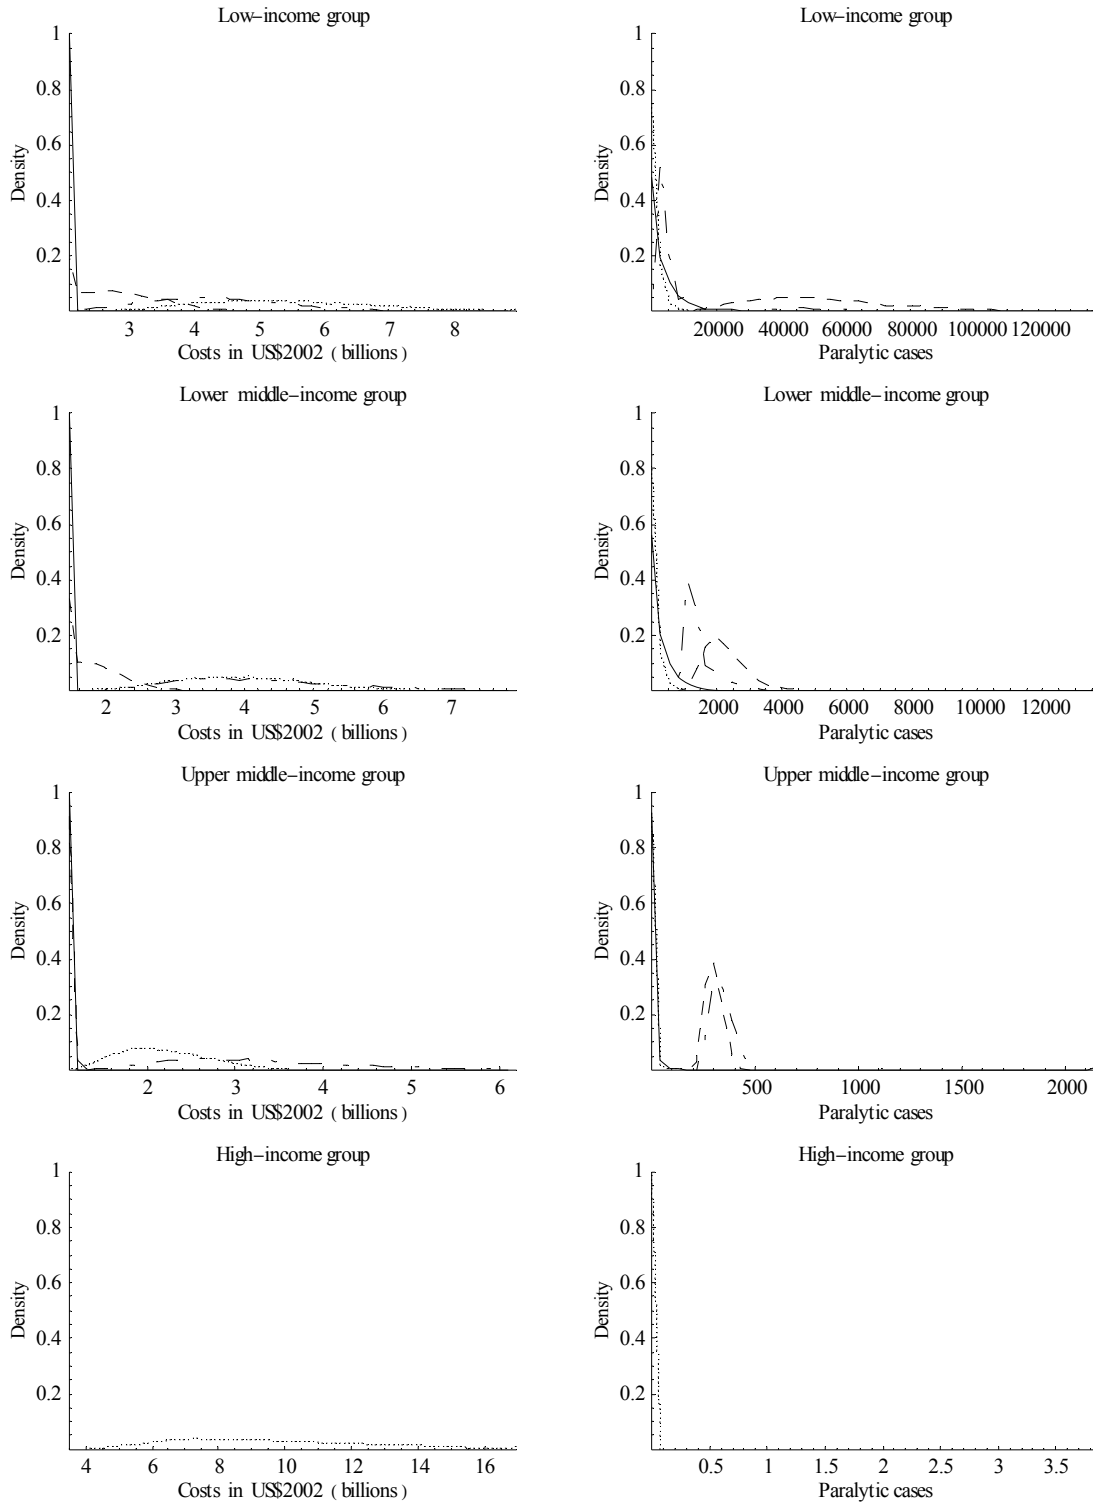 Low-income group
1
0.8
0.6
0.4
0.2
Density
3 4 5 6 7 8
Costs in US$2002 ( billions )
Low-income group
1
0.8
0.6
0.4
0.2
Density
20000 40000 60000 80000 100000 120000
Paralytic cases
Lower middle-income group
1
0.8
0.6
0.4
0.2
Density
2 3 4 5 6 7
Costs in US$2002 ( billions )
Lower middle-income group
1
0.8
0.6
0.4
0.2
Density
2000 4000 6000 8000 10000 12000
Paralytic cases
Upper middle-income group
1
0.8
0.6
0.4
0.2
Density
2 3 4 5 6
Costs in US$2002 ( billions )
Upper middle-income group
1
0.8
0.6
0.4
0.2
Density
500 1000 1500 2000
Paralytic cases
High-income group
1
0.8
0.6
0.4
0.2
Density
4 6 8 10 12 14 16
Costs in US$2002 ( billions )
High-income group
1
0.8
0.6
0.4
0.2
Density
0.5 1 1.5 2 2.5 3 3.5
Paralytic cases